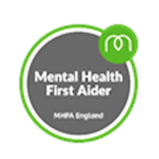 Mental Health
First Aider
MHFA England